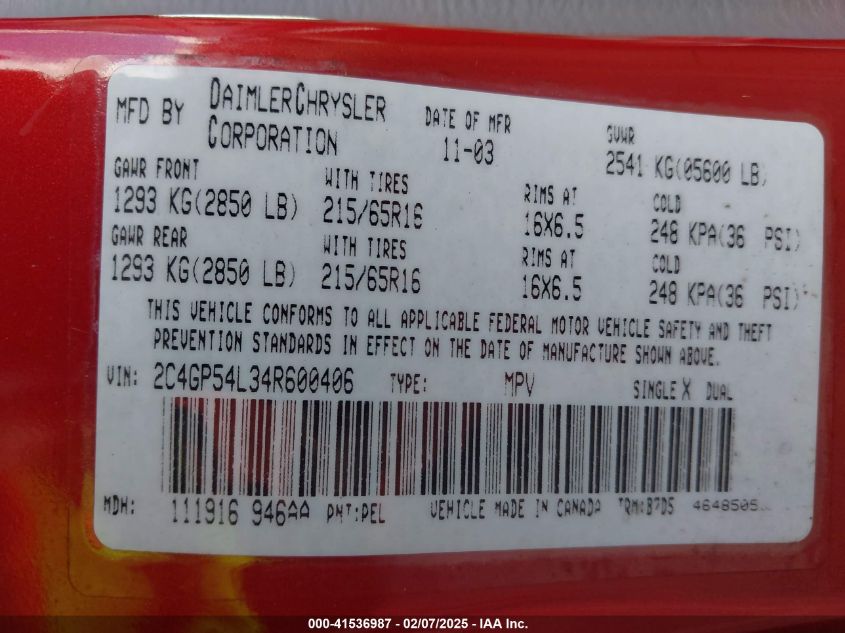 MFD BY DAIMLERCHRYSLER CORPORATION DATE OF MFR 11-03 GVWR 2541 KG(05600 LB)
GAWR FRONT WITH TIRES RIMS AT COLD
1293 KG(2850 LB) 215/65R16 16X6.5 248 KPA(36 PSI)
GAWR REAR WITH TIRES RIMS AT COLD
1293 KG(2850 LB) 215/65R16 16X6.5 248 KPA(36 PSI)
THIS VEHICLE CONFORMS TO ALL APPLICABLE FEDERAL MOTOR VEHICLE SAFETY AND THEFT
PREVENTION STANDARDS IN EFFECT ON THE DATE OF MANUFACTURE SHOWN ABOVE.
VIN: 2C4GP54L34R600406 TYPE: MPV SINGLE X DUAL
MDH: 111916 946AA PNT:PEL VEHICLE MADE IN CANADA TRM:B7D5 4648505
000-41536987 - 02/07/2025 - IAA Inc.